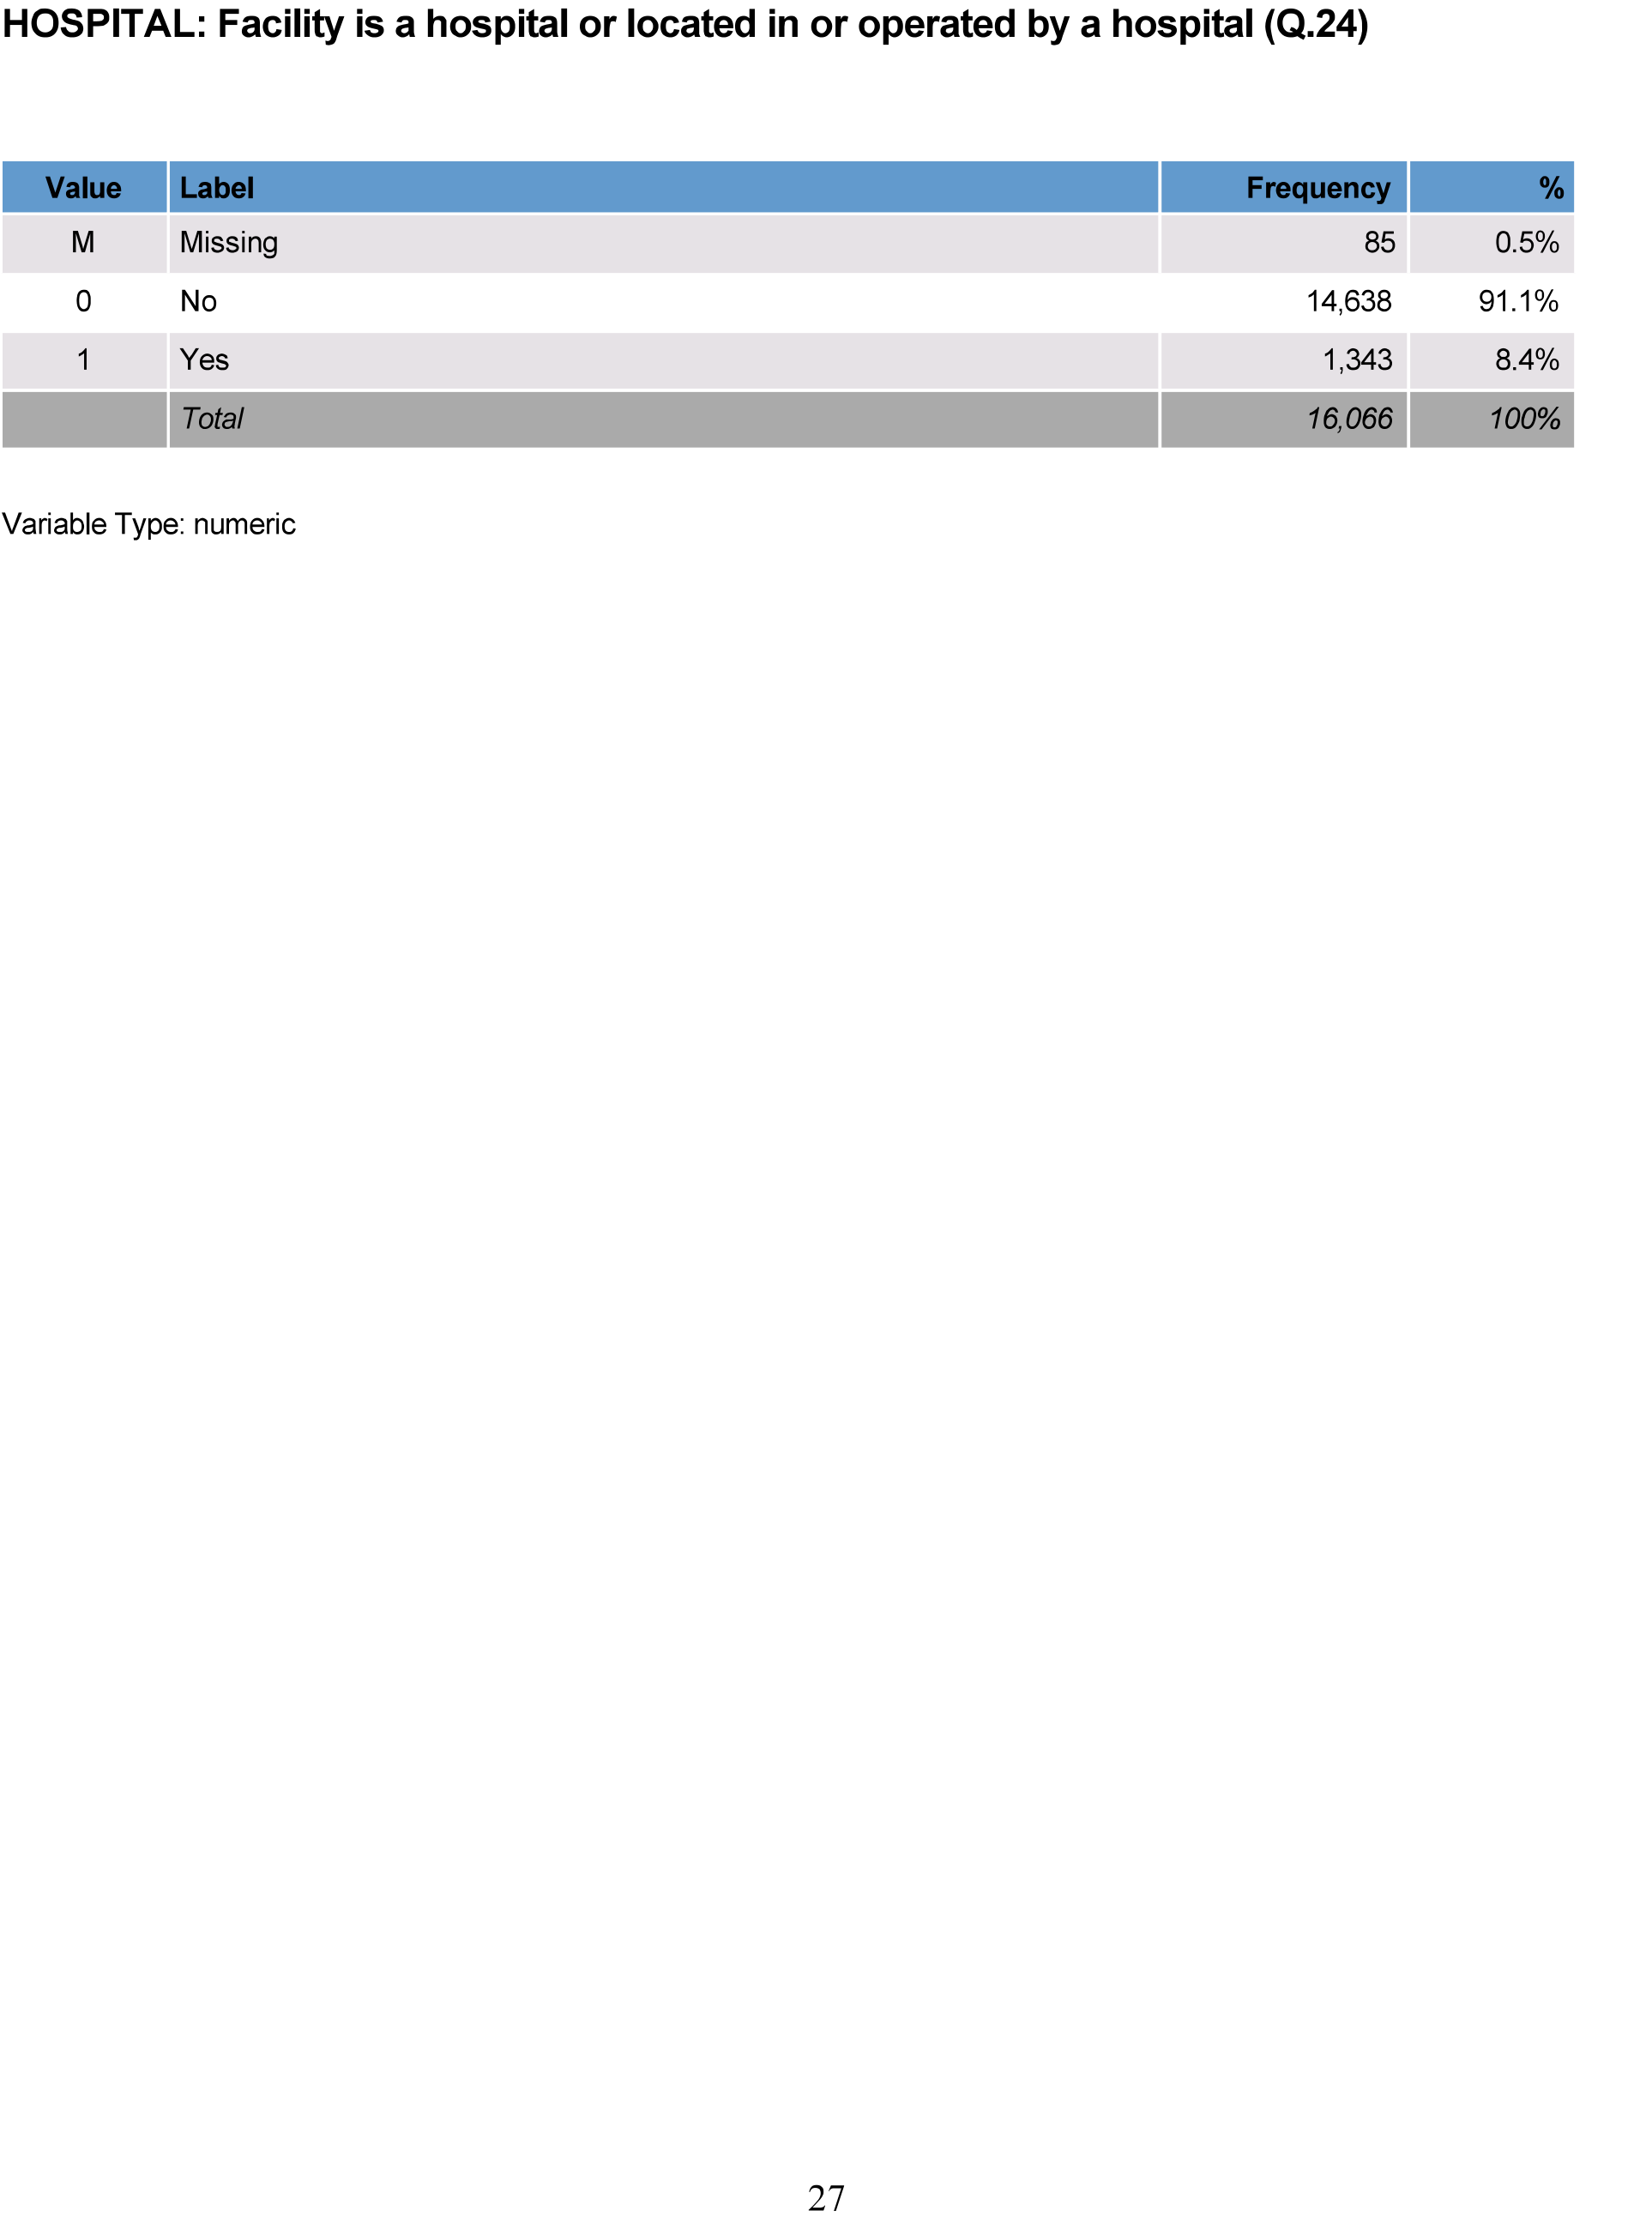 HOSPITAL: Facility is a hospital or located in or operated by a hospital (Q.24)
Value Label Frequency %
M Missing 85 0.5%
0 No 14,638 91.1%
1 Yes 1,343 8.4%
Total 16,066 100%
Variable Type: numeric
27